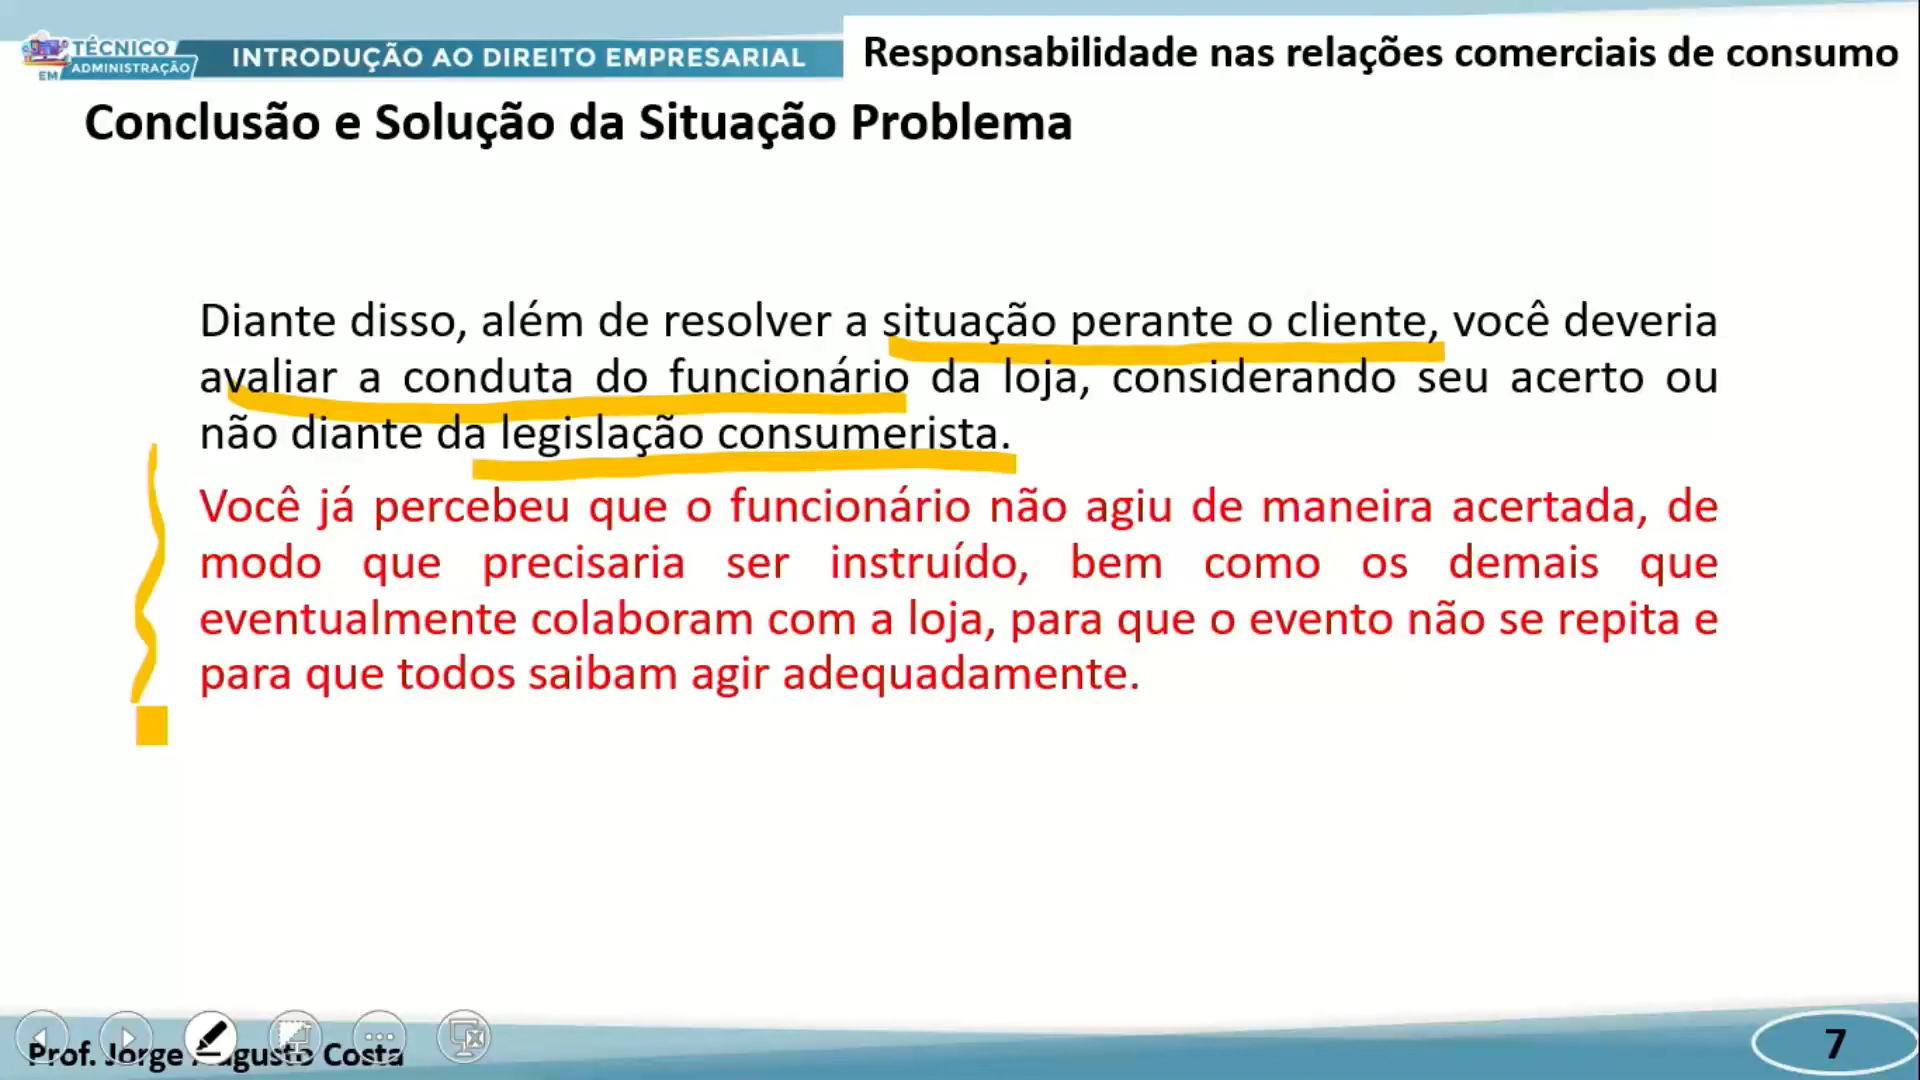 TÉCNICO
EM ADMINISTRAÇÃO
INTRODUÇÃO AO DIREITO EMPRESARIAL
Responsabilidade nas relações comerciais de consumo
Conclusão e Solução da Situação Problema
Diante disso, além de resolver a situação perante o cliente, você deveria
avaliar a conduta do funcionário da loja, considerando seu acerto ou
não diante da legislação consumerista.
Você já percebeu que o funcionário não agiu de maneira acertada, de
modo que precisaria ser instruído, bem como os demais que
eventualmente colaboram com a loja, para que o evento não se repita e
para que todos saibam agir adequadamente.
Prof. Jorge Augusto Costa
7